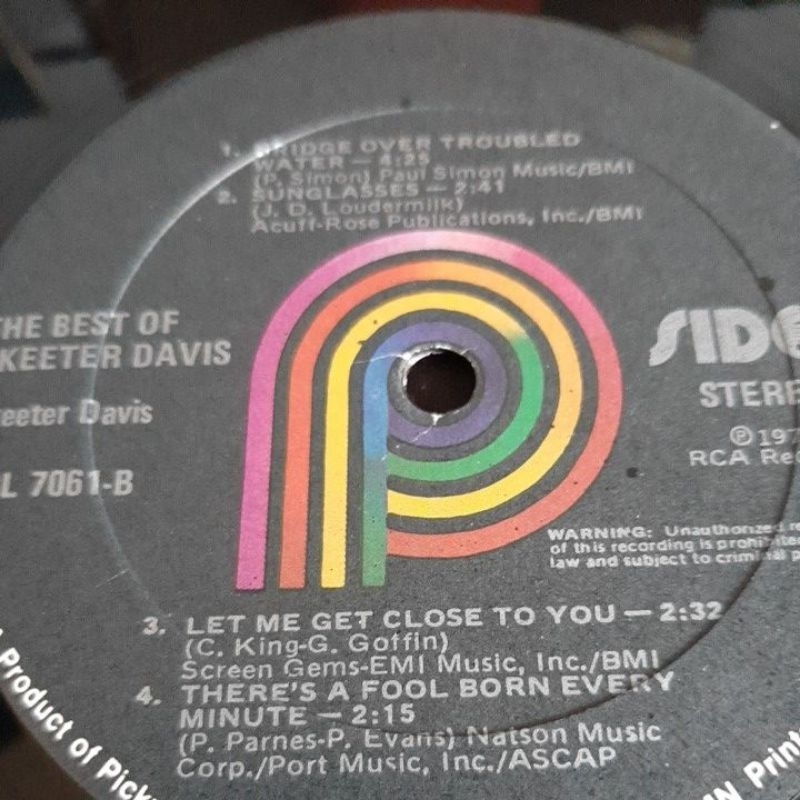 1. BRIDGE OVER TROUBLED
WATER — 4:25
(P. Simon) Paul Simon Music/BMI
2. SUNGLASSES — 2:41
(J. D. Loudermilk)
Acuff-Rose Publications, Inc./BMI
THE BEST OF
KEETER DAVIS
keeter Davis
L 7061-B
SIDE
STERE
℗ 197
RCA Rec
WARNING: Unauthorized re
of this recording is prohibite
law and subject to criminal p
3. LET ME GET CLOSE TO YOU — 2:32
(C. King-G. Goffin)
Screen Gems-EMI Music, Inc./BMI
4. THERE'S A FOOL BORN EVERY
MINUTE — 2:15
(P. Parnes-P. Evans) Natson Music
Corp./Port Music, Inc./ASCAP
A Product of Pick
Print